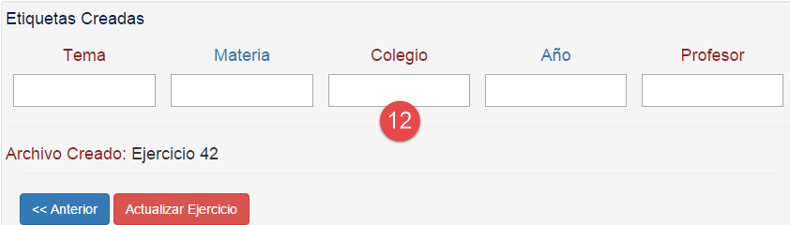 Etiquetas Creadas
Tema Materia Colegio Año Profesor
12
Archivo Creado: Ejercicio 42
<< Anterior Actualizar Ejercicio